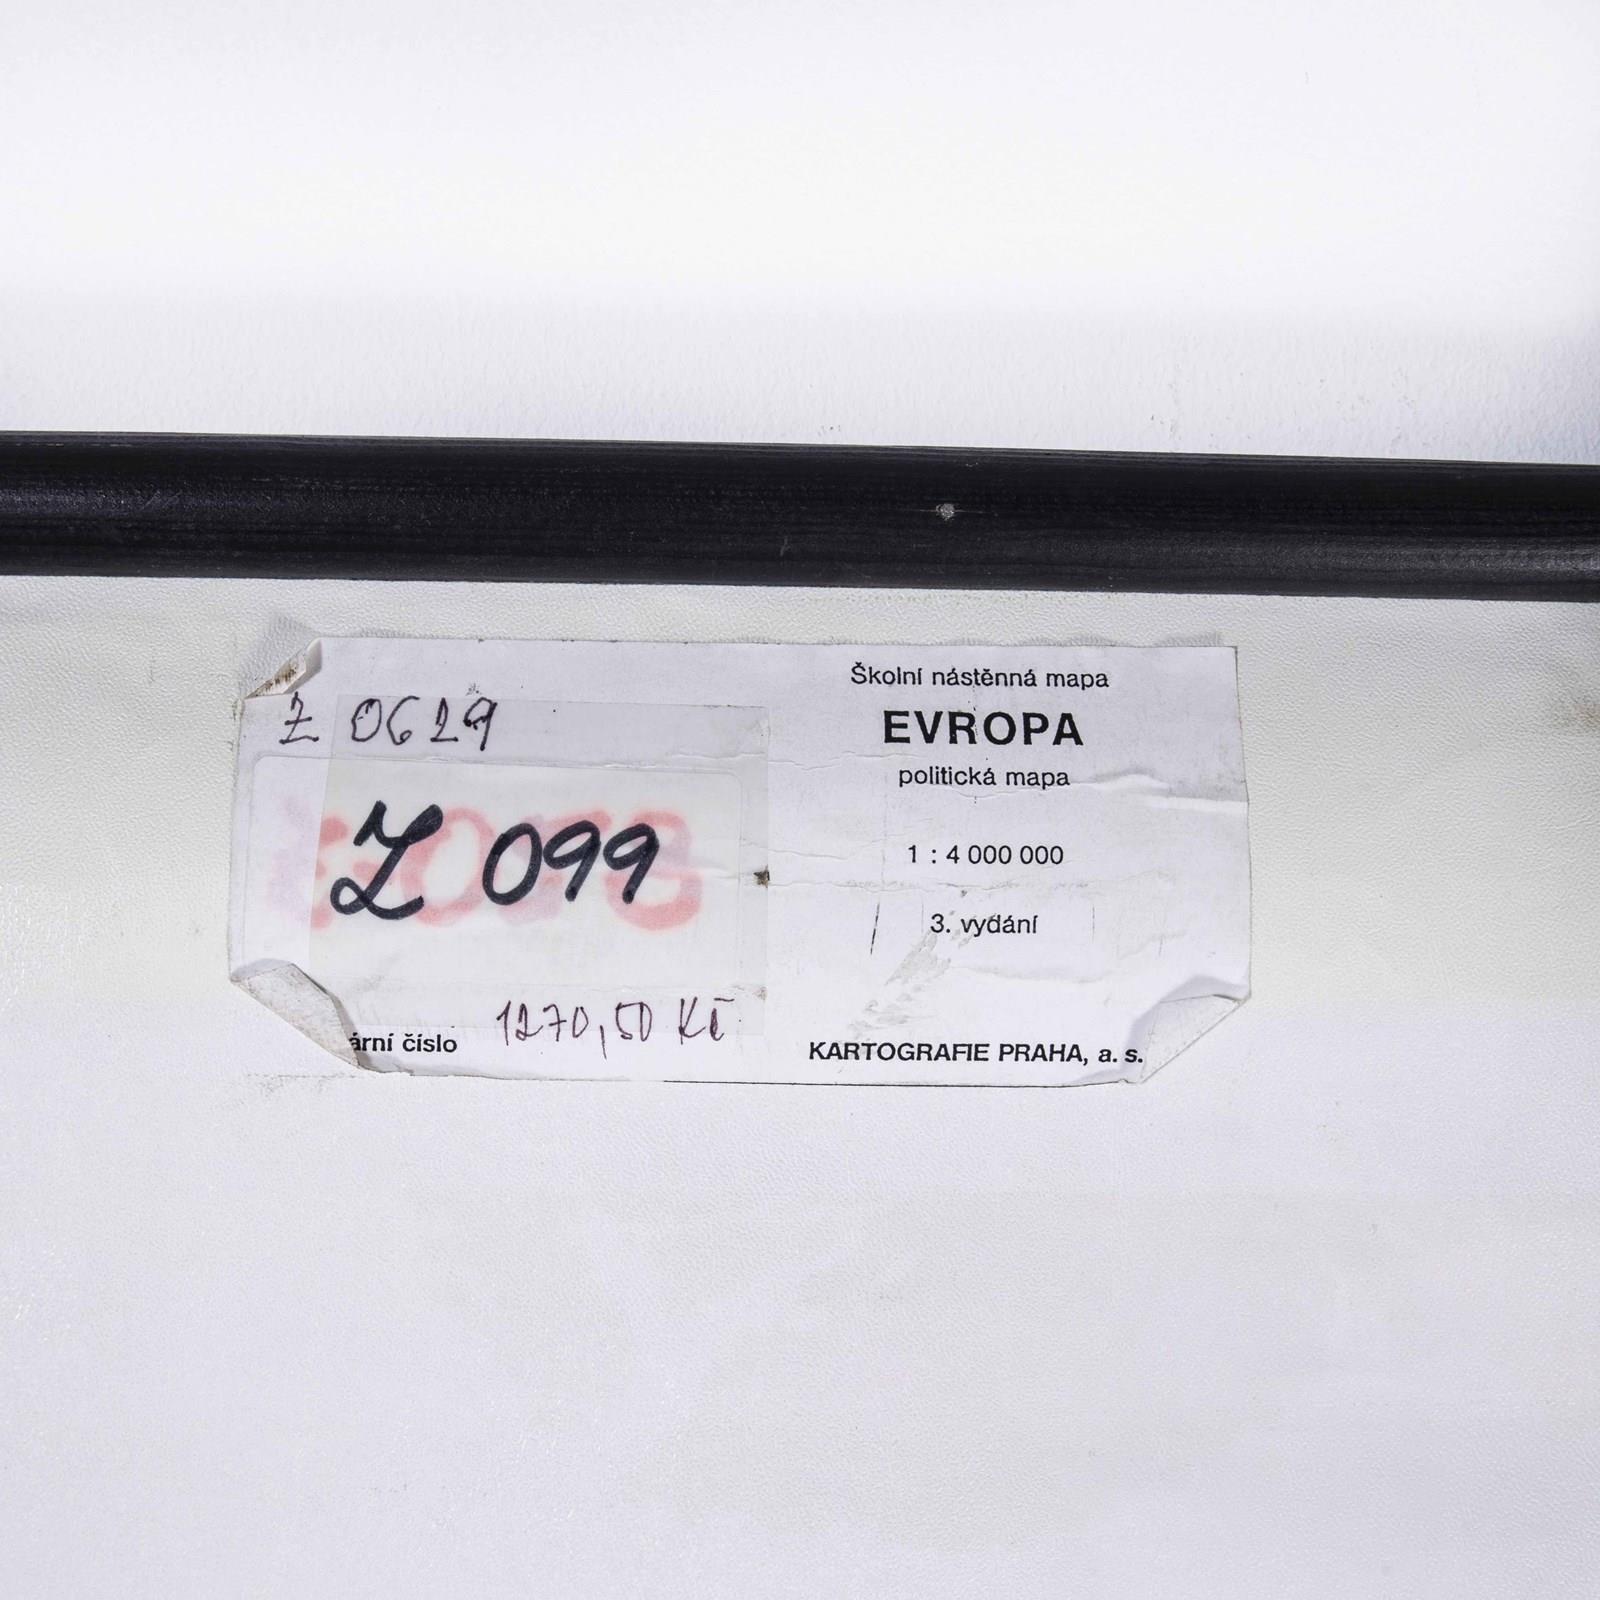 Z 0629
Z 099
1270,50 Kč
ární číslo
Školní nástěnná mapa
EVROPA
politická mapa
1 : 4 000 000
3. vydání
KARTOGRAFIE PRAHA, a. s.